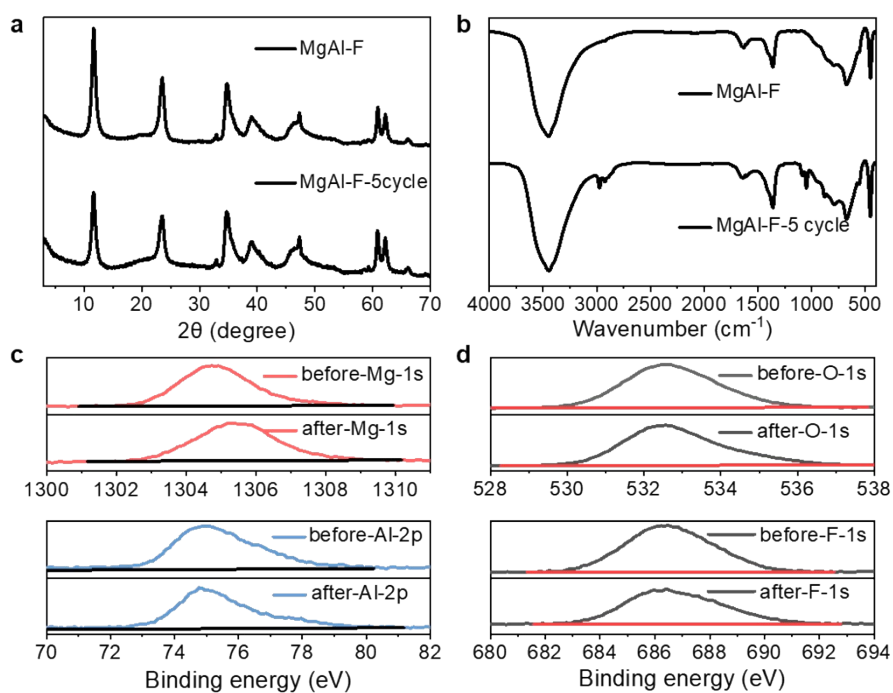 a
MgAl-F
MgAl-F-5cycle
10 20 30 40 50 60 70
2θ (degree)
b
MgAl-F
MgAl-F-5 cycle
4000 3500 3000 2500 2000 1500 1000 500
Wavenumber (cm⁻¹)
c
before-Mg-1s
after-Mg-1s
1300 1302 1304 1306 1308 1310
before-Al-2p
after-Al-2p
70 72 74 76 78 80 82
Binding energy (eV)
d
before-O-1s
after-O-1s
528 530 532 534 536 538
before-F-1s
after-F-1s
680 682 684 686 688 690 692 694
Binding energy (eV)